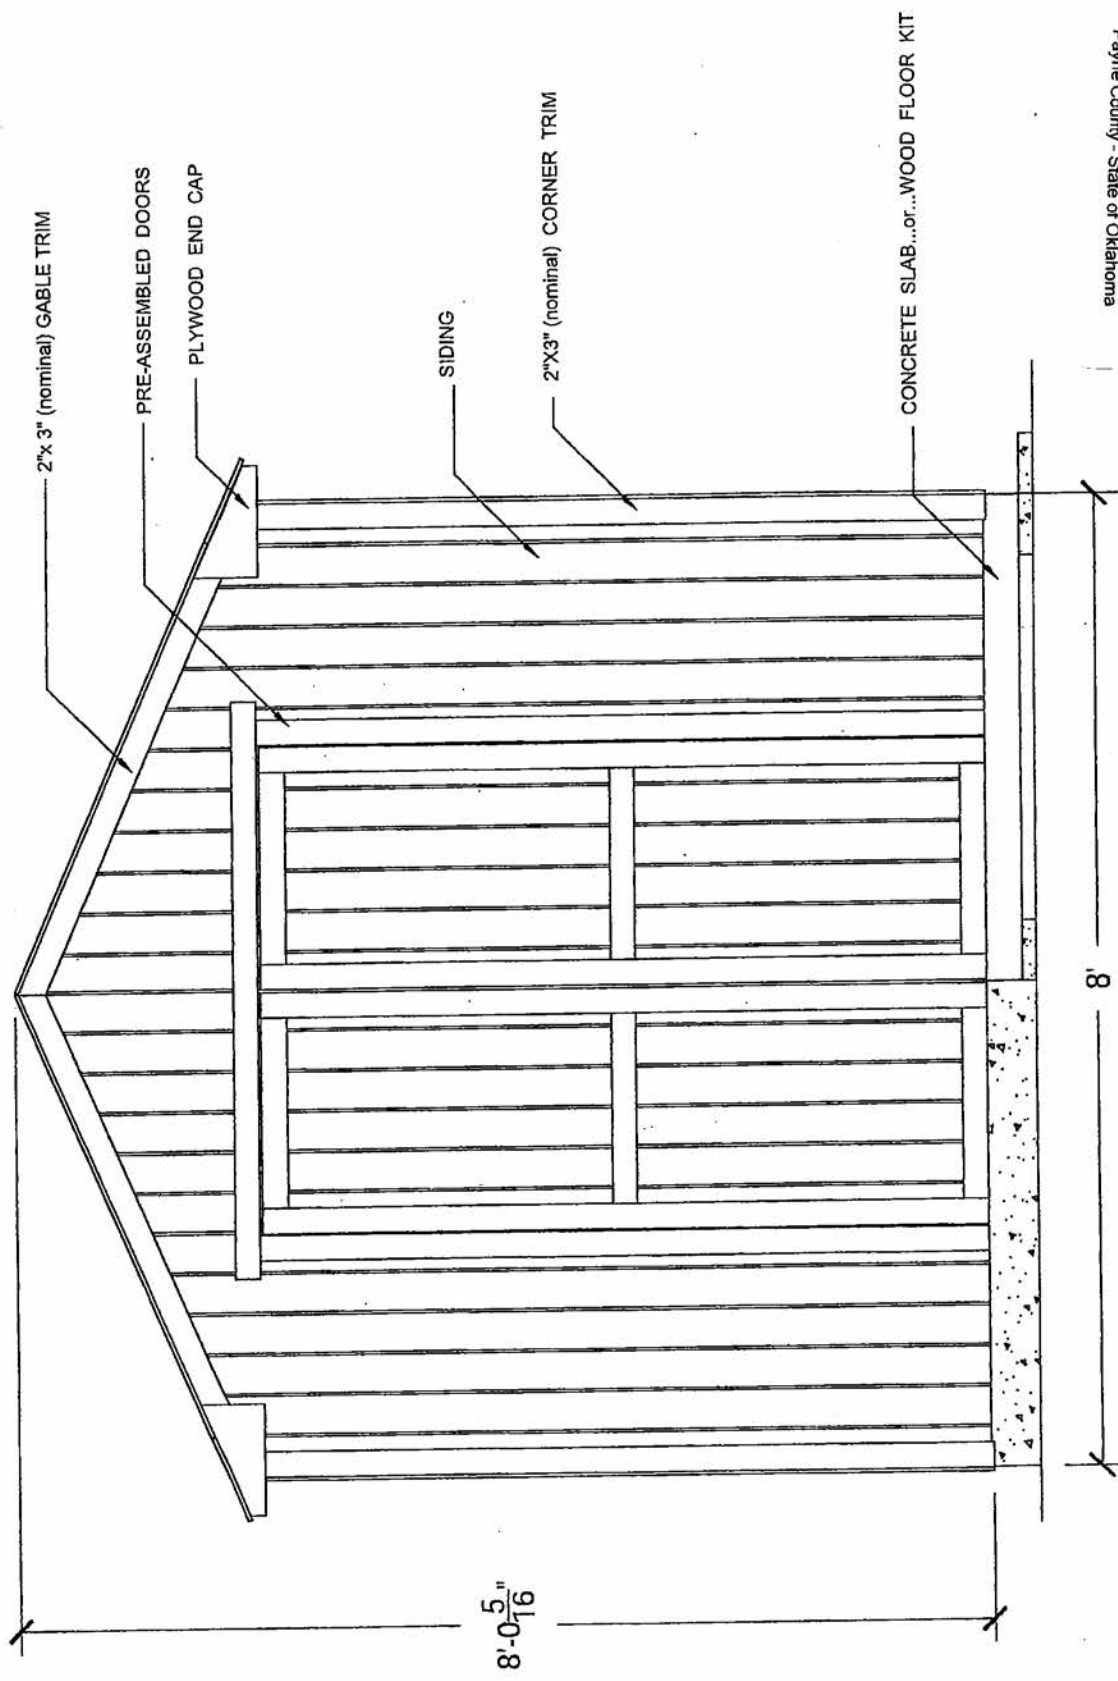 2"x 3" (nominal) GABLE TRIM
PRE-ASSEMBLED DOORS
PLYWOOD END CAP
SIDING
2"X3" (nominal) CORNER TRIM
CONCRETE SLAB...or...WOOD FLOOR KIT
8'-0 5/16"
8'
Payne County - State of Oklahoma